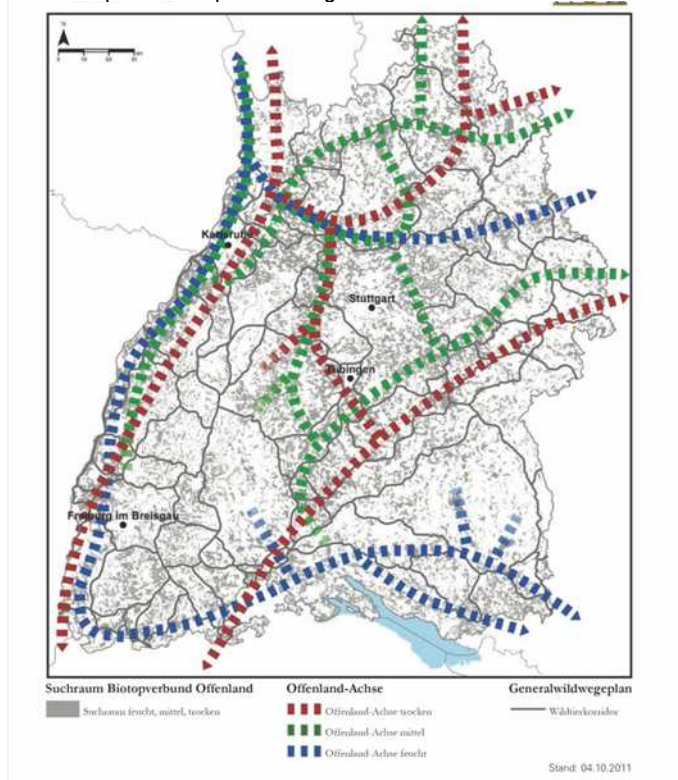 Karlsruhe
Stuttgart
Tübingen
Freiburg im Breisgau
Suchraum Biotopverbund Offenland
Suchraum feucht, mittel, trocken
Offenland-Achse
Offenland-Achse trocken
Offenland-Achse mittel
Offenland-Achse feucht
Generalwildwegeplan
Wildtierkorridor
Stand: 04.10.2011